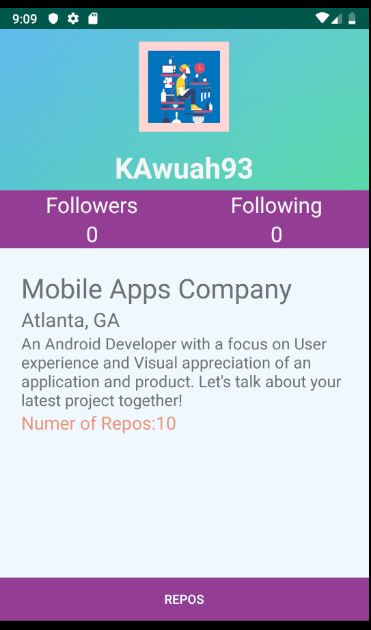 9:09
KAwuah93
Followers Following
0 0
Mobile Apps Company
Atlanta, GA
An Android Developer with a focus on User
experience and Visual appreciation of an
application and product. Let's talk about your
latest project together!
Numer of Repos:10
REPOS